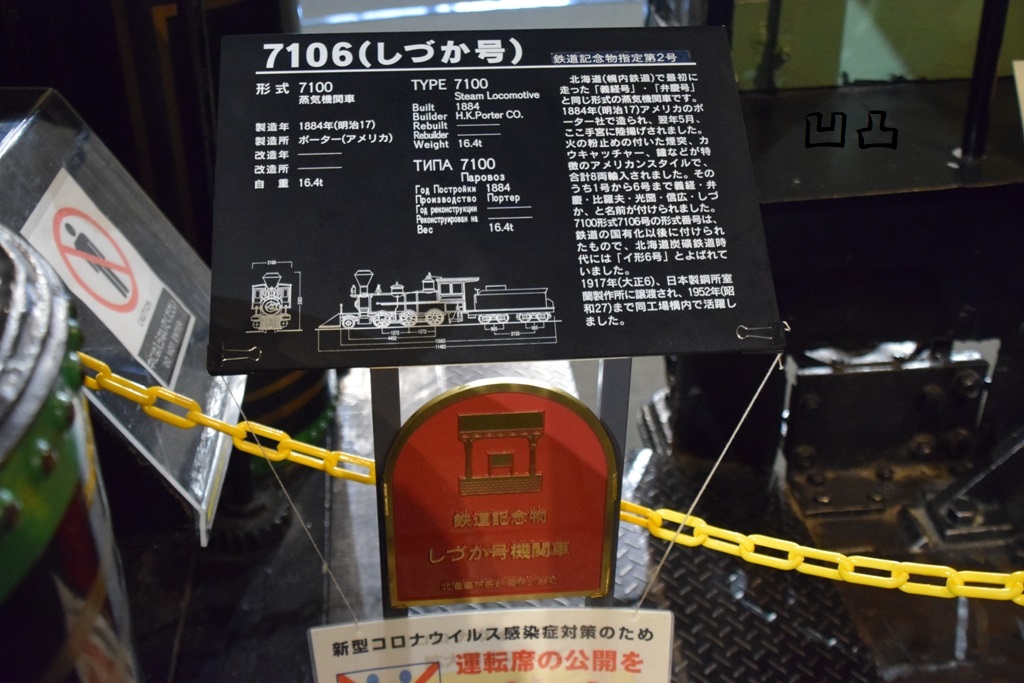 7106(しづか号)
鉄道記念物指定第2号
形式 7100
蒸気機関車
製造年 1884年(明治17)
製造所 ポーター(アメリカ)
改造年
改造所
自重 16.4t
TYPE 7100
Steam Locomotive
Built 1884
Builder H.K.Porter CO.
Rebuilt
Rebuilder
Weight 16.4t
ТИПА 7100
Паровоз
Год Постройки 1884
Производство Портер
Год реконструкции
Реконструирован на
Вес 16.4t
北海道(幌内鉄道)で最初に
走った「義経号」・「弁慶号」
と同じ形式の蒸気機関車です。
1884年(明治17)アメリカのポ
ーター社で造られ、翌年5月、
ここ手宮に陸揚げされました。
火の粉止めの付いた煙突、カ
ウキャッチャー、鐘などが特
徴のアメリカンスタイルで、
合計8両輸入されました。その
うち1号から6号まで義経・弁
慶・比羅夫・光圀・信広・しづ
か、と名前が付けられました。
7100形式7106号の形式番号は、
鉄道の国有化以後に付けられ
たもので、北海道炭礦鉄道時
代には「イ形6号」とよばれて
いました。
1917年(大正6)、日本製鋼所室
蘭製作所に譲渡され、1952年(昭
和27)まで同工場構内で活躍し
ました。
凹凸
鉄道記念物
しづか号機関車
新型コロナウイルス感染症対策のため
運転席の公開を